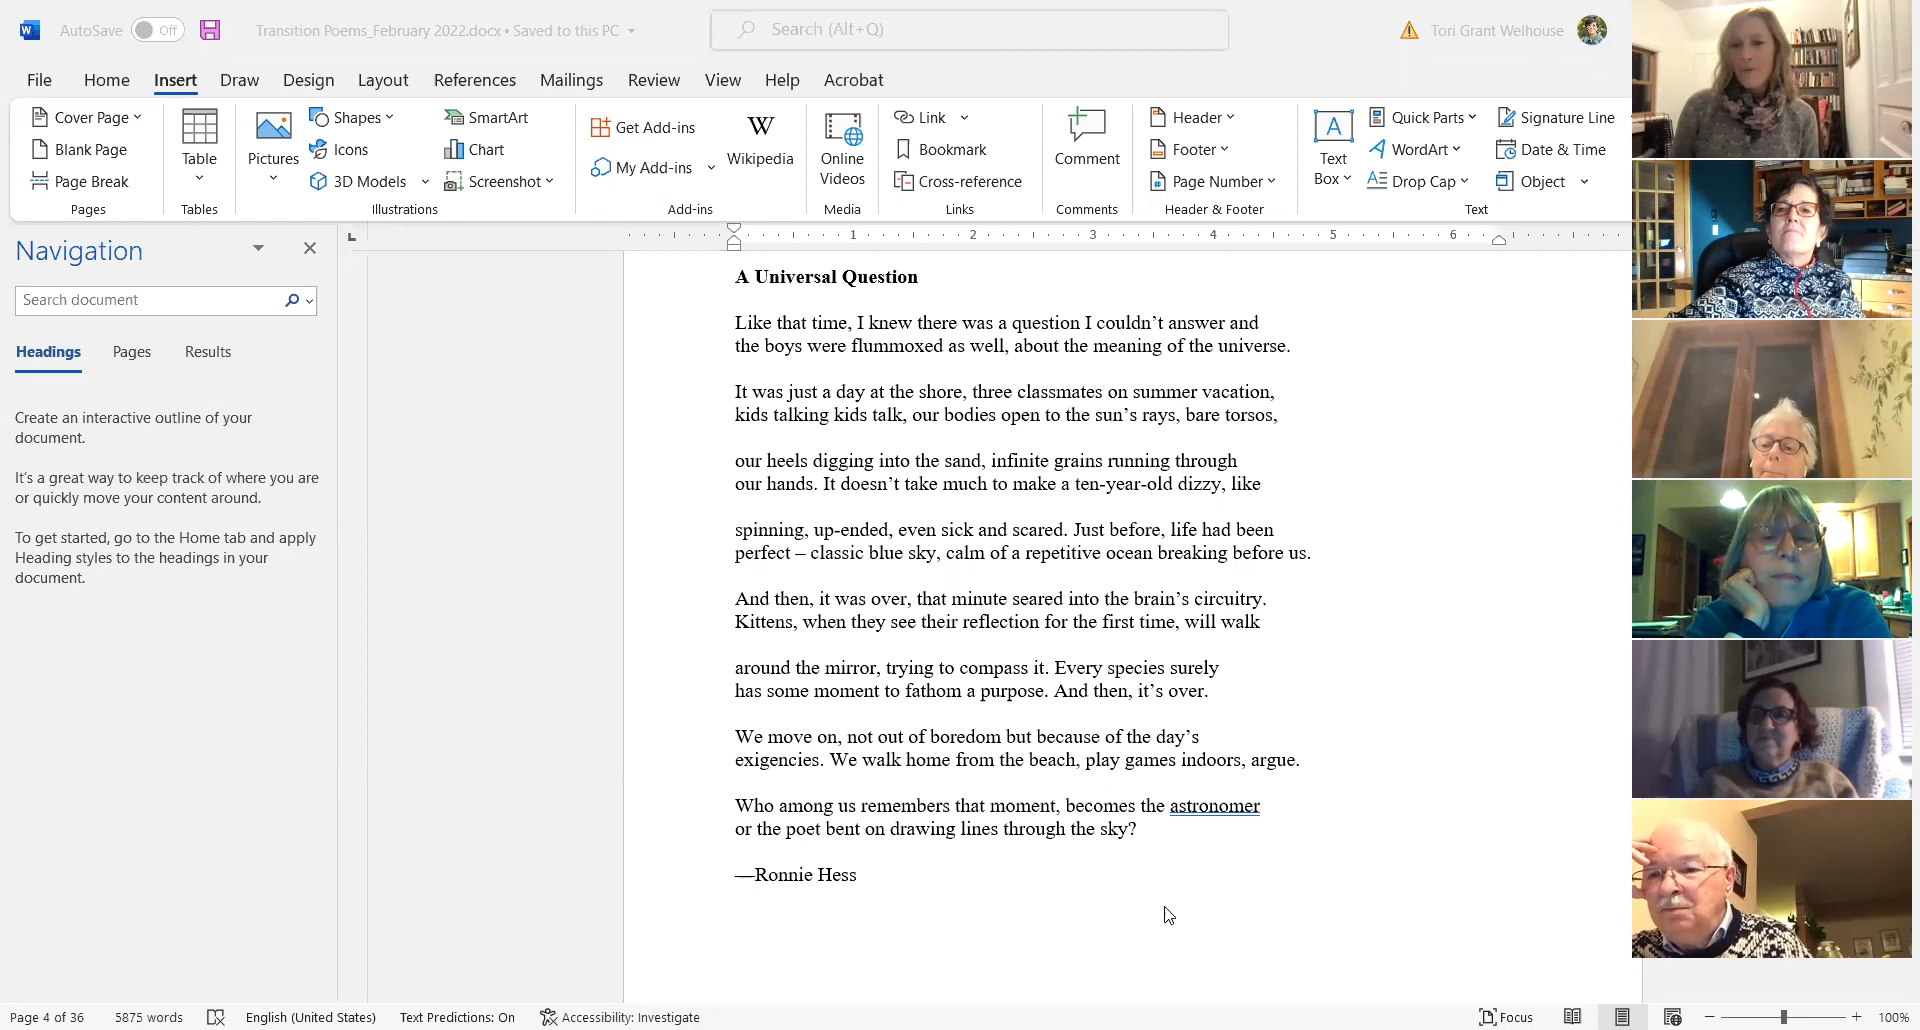 AutoSave Off Transition Poems_February 2022.docx • Saved to this PC Search (Alt+Q) Tori Grant Welhouse
File Home Insert Draw Design Layout References Mailings Review View Help Acrobat
Cover Page
Blank Page
Page Break
Pages
Table
Tables
Pictures
Shapes
Icons
3D Models
SmartArt
Chart
Screenshot
Illustrations
Get Add-ins
My Add-ins
W
Wikipedia
Add-ins
Online
Videos
Media
Link
Bookmark
Cross-reference
Links
Comment
Comments
Header
Footer
Page Number
Header & Footer
A
Text
Box
Quick Parts
WordArt
Drop Cap
Signature Line
Date & Time
Object
Text
1 2 3 4 5 6
Navigation
Search document
Headings Pages Results
Create an interactive outline of your
document.
It's a great way to keep track of where you are
or quickly move your content around.
To get started, go to the Home tab and apply
Heading styles to the headings in your
document.
A Universal Question
Like that time, I knew there was a question I couldn't answer and
the boys were flummoxed as well, about the meaning of the universe.
It was just a day at the shore, three classmates on summer vacation,
kids talking kids talk, our bodies open to the sun's rays, bare torsos,
our heels digging into the sand, infinite grains running through
our hands. It doesn't take much to make a ten-year-old dizzy, like
spinning, up-ended, even sick and scared. Just before, life had been
perfect – classic blue sky, calm of a repetitive ocean breaking before us.
And then, it was over, that minute seared into the brain's circuitry.
Kittens, when they see their reflection for the first time, will walk
around the mirror, trying to compass it. Every species surely
has some moment to fathom a purpose. And then, it's over.
We move on, not out of boredom but because of the day's
exigencies. We walk home from the beach, play games indoors, argue.
Who among us remembers that moment, becomes the astronomer
or the poet bent on drawing lines through the sky?
—Ronnie Hess
Page 4 of 36 5875 words English (United States) Text Predictions: On Accessibility: Investigate Focus 100%